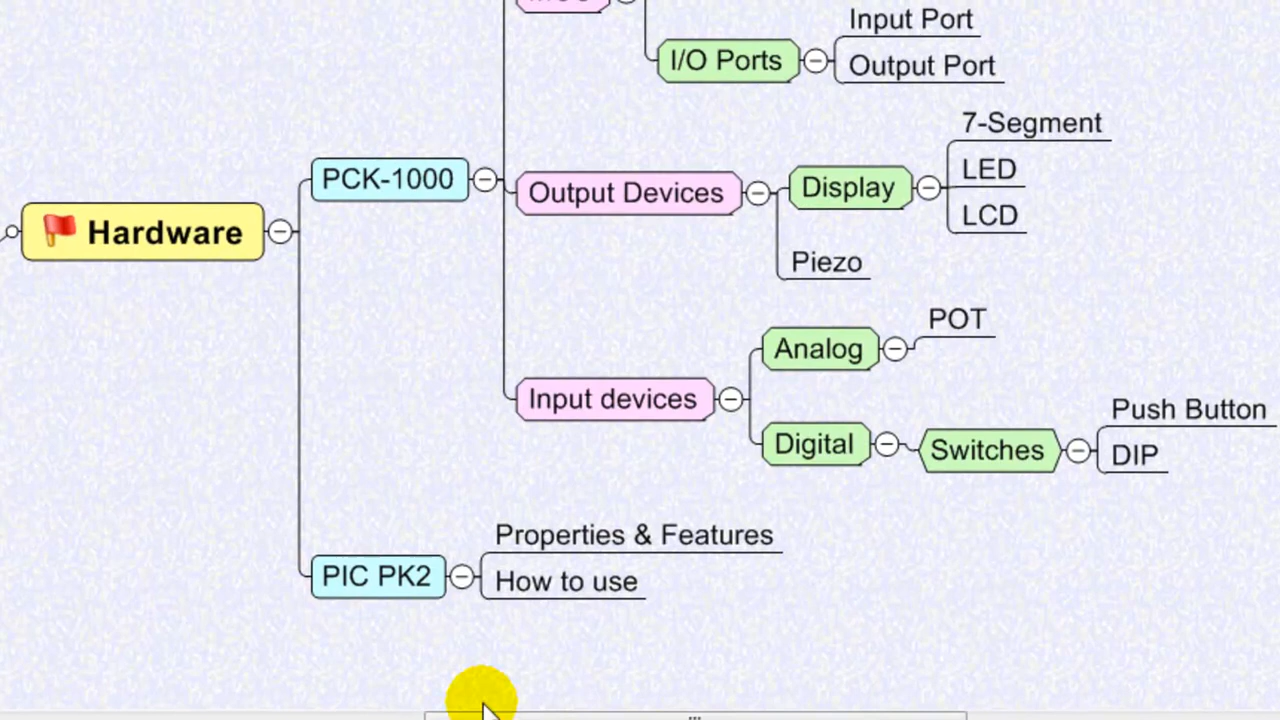 Input Port
I/O Ports
Output Port
7-Segment
PCK-1000
LED
Output Devices
Display
LCD
Hardware
Piezo
POT
Analog
Input devices
Push Button
Digital
Switches
DIP
Properties & Features
PIC PK2
How to use